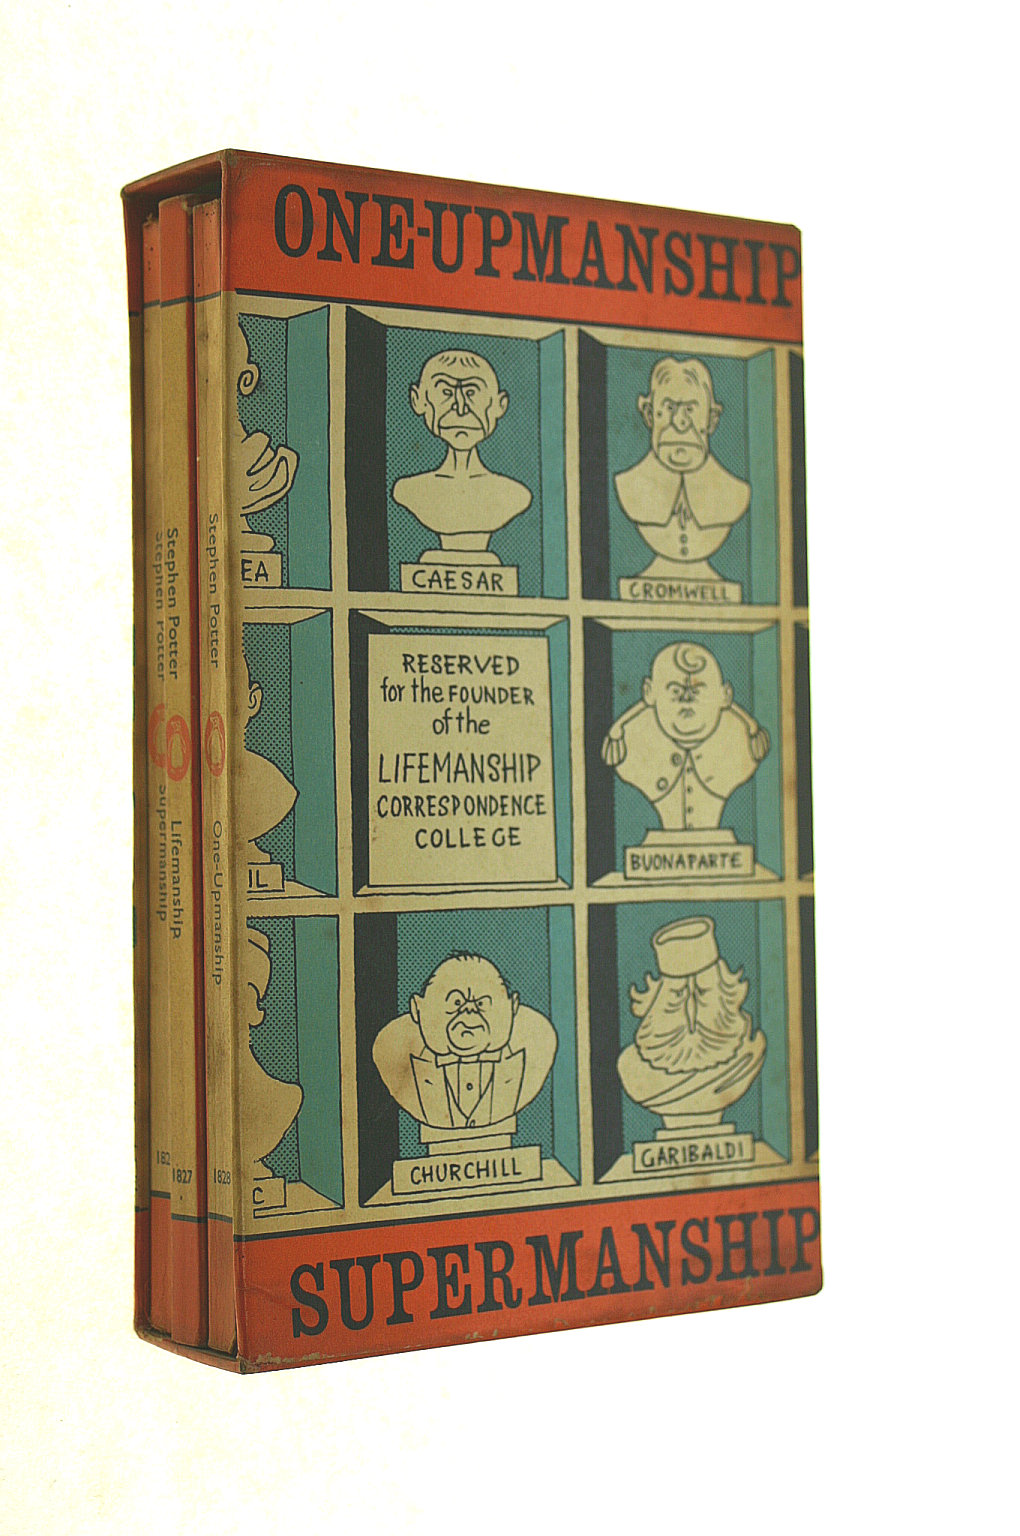 ONE-UPMANSHIP
EA
CAESAR
CROMWELL
RESERVED
for the FOUNDER
of the
LIFEMANSHIP
CORRESPONDENCE
COLLEGE
IL
BUONAPARTE
CHURCHILL
GARIBALDI
C
SUPERMANSHIP
Stephen Potter Supermanship 182
Stephen Potter Lifemanship 1827
Stephen Potter One-Upmanship 1828